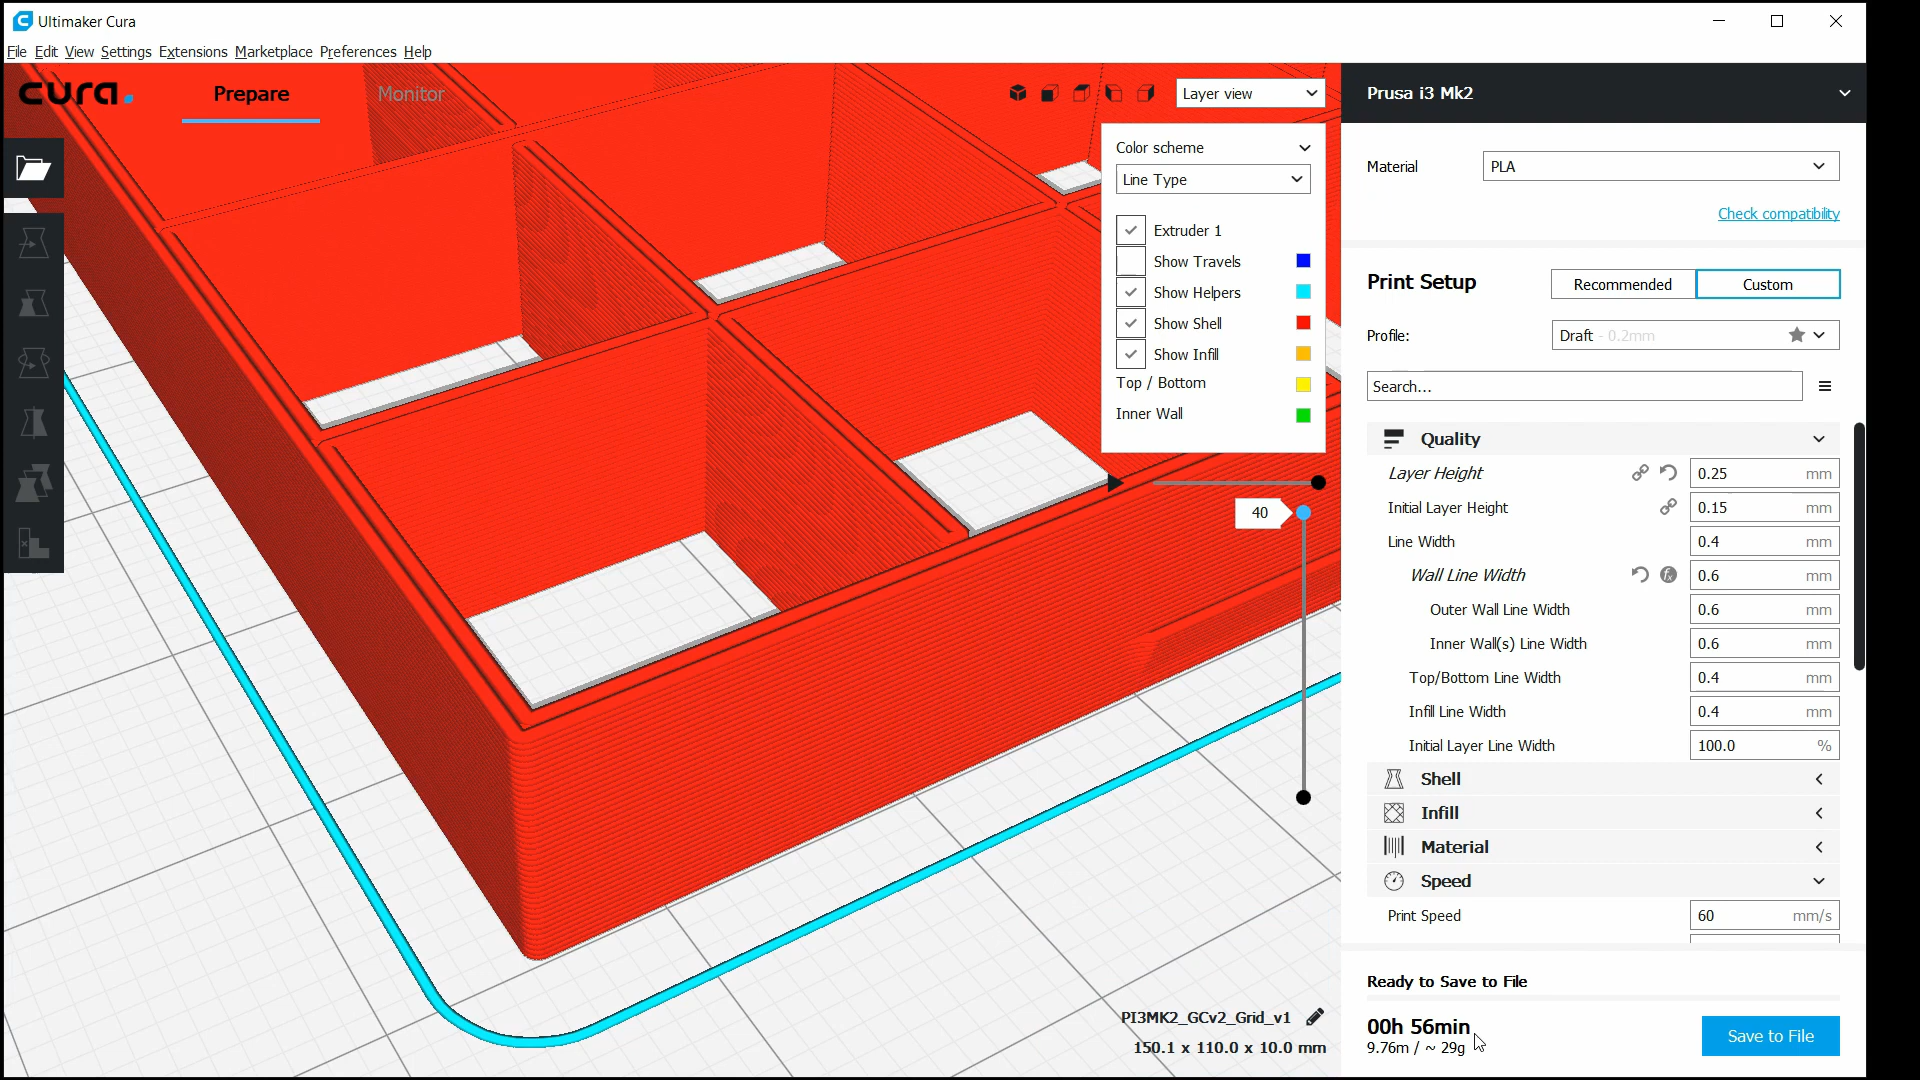 Ultimaker Cura
File Edit View Settings Extensions Marketplace Preferences Help
cura.
Prepare
Monitor
Layer view
Color scheme
Line Type
Extruder 1
Show Travels
Show Helpers
Show Shell
Show Infill
Top / Bottom
Inner Wall
40
PI3MK2_GCv2_Grid_v1
150.1 x 110.0 x 10.0 mm
Prusa i3 Mk2
Material PLA
Check compatibility
Print Setup Recommended Custom
Profile: Draft - 0.2mm
Search...
Quality
Layer Height 0.25 mm
Initial Layer Height 0.15 mm
Line Width 0.4 mm
Wall Line Width 0.6 mm
Outer Wall Line Width 0.6 mm
Inner Wall(s) Line Width 0.6 mm
Top/Bottom Line Width 0.4 mm
Infill Line Width 0.4 mm
Initial Layer Line Width 100.0 %
Shell
Infill
Material
Speed
Print Speed 60 mm/s
Ready to Save to File
00h 56min
9.76m / ~ 29g
Save to File